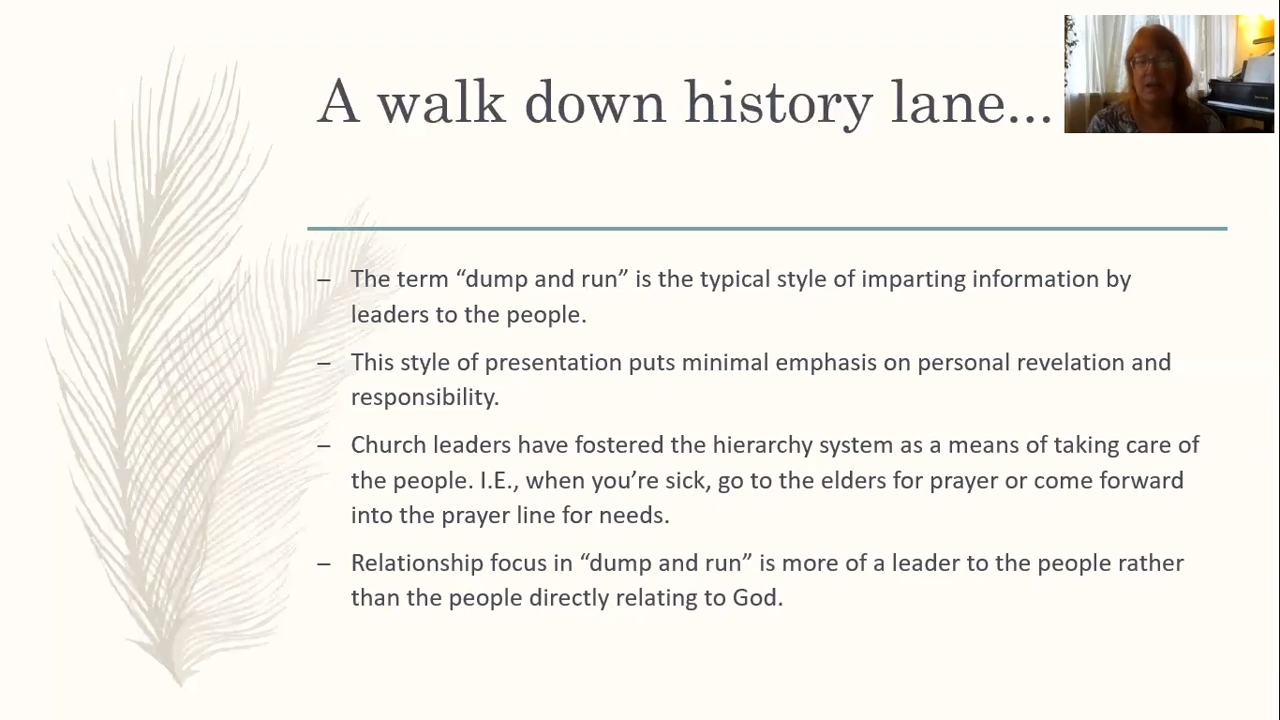 A walk down history lane...
– The term “dump and run” is the typical style of imparting information by
leaders to the people.
– This style of presentation puts minimal emphasis on personal revelation and
responsibility.
– Church leaders have fostered the hierarchy system as a means of taking care of
the people. I.E., when you’re sick, go to the elders for prayer or come forward
into the prayer line for needs.
– Relationship focus in “dump and run” is more of a leader to the people rather
than the people directly relating to God.